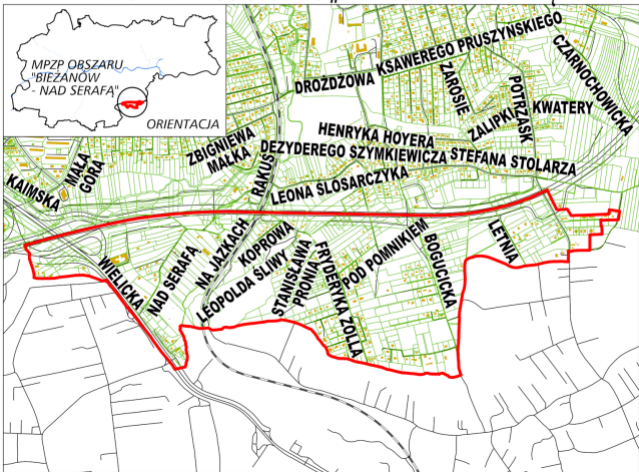 MPZP OBSZARU
"BIEŻANÓW
- NAD SERAFĄ"
ORIENTACJA
KSAWEREGO PRUSZYŃSKIEGO
DROŻDŻOWA
CZARNOCHOWICKA
ZAROSIE
POTRZASK
KWATERY
ZALIPKI
HENRYKA HOYERA
DEZYDEREGO SZYMKIEWICZA
STEFANA STOLARZA
ZBIGNIEWA
MAŁKA
RAKUŚ
LEONA ŚLOSARCZYKA
MAŁA
GÓRA
KAIMSKA
WIELICKA
NAD SERAFĄ
NA JAZKACH
KOPROWA
LEOPOLDA ŚLIWY
STANISŁAWA
PRONIA
FRYDERYKA ZOLLA
POD POMNIKIEM
BOGUCICKA
LETNIA